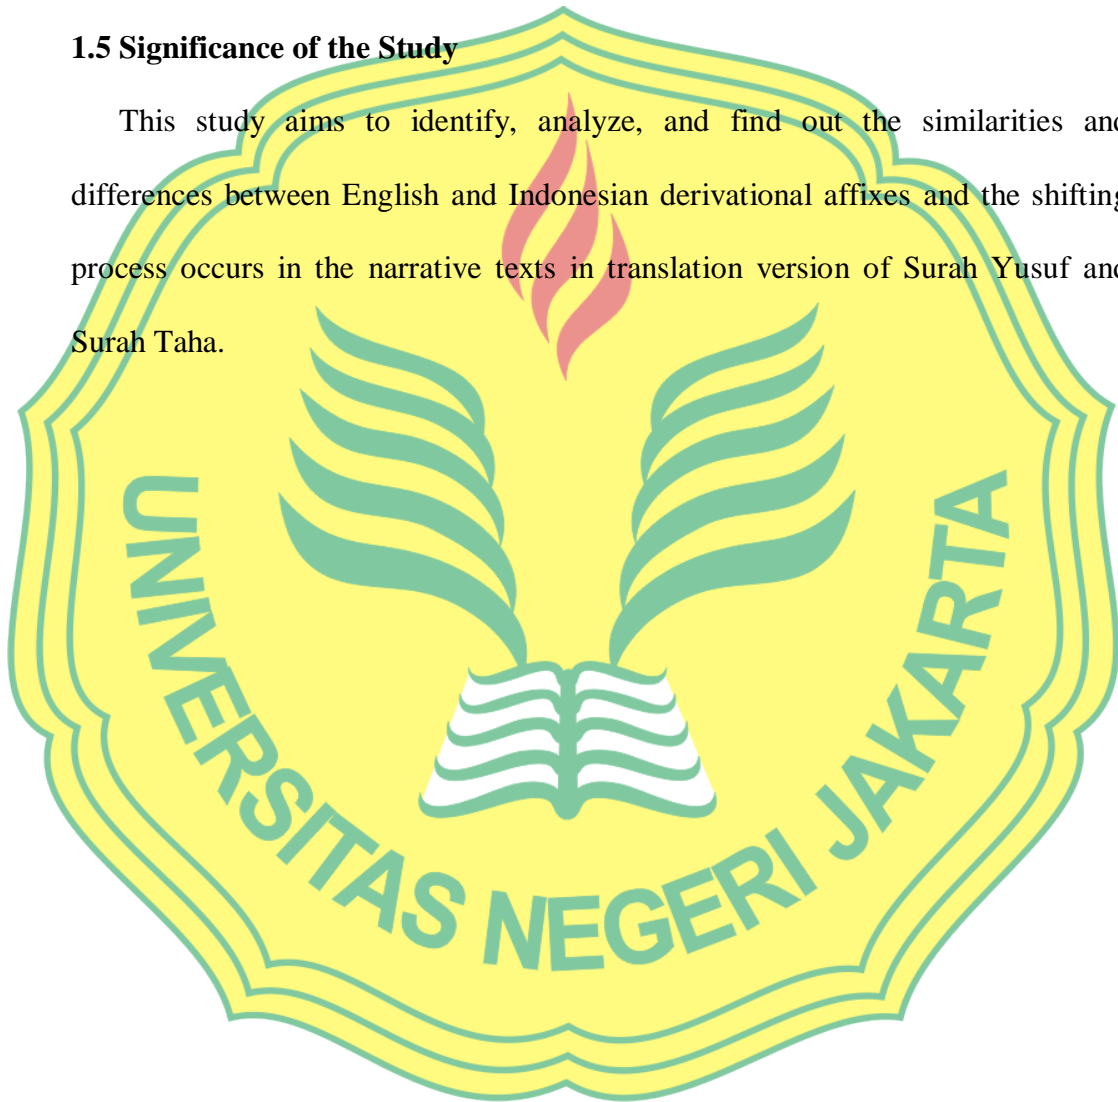 1.5 Significance of the Study
This study aims to identify, analyze, and find out the similarities and
differences between English and Indonesian derivational affixes and the shifting
process occurs in the narrative texts in translation version of Surah Yusuf and
Surah Taha.
UNIVERSITAS NEGERI JAKARTA